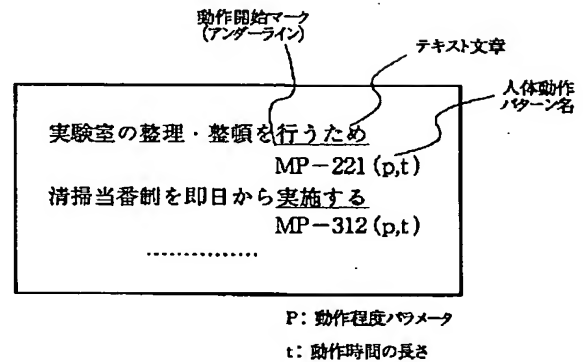 動作開始マーク
(アンダーライン)
テキスト文章
人体動作
パターン名
実験室の整理・整頓を行うため
MP-221(p,t)
清掃当番制を即日から実施する
MP-312(p,t)
……………
P: 動作程度パラメータ
t: 動作時間の長さ